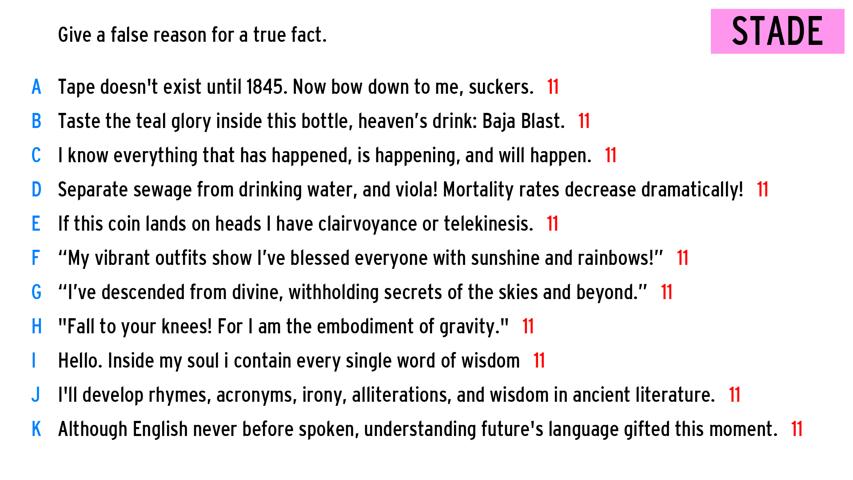 Give a false reason for a true fact.
STADE
A Tape doesn't exist until 1845. Now bow down to me, suckers. 11
B Taste the teal glory inside this bottle, heaven’s drink: Baja Blast. 11
C I know everything that has happened, is happening, and will happen. 11
D Separate sewage from drinking water, and viola! Mortality rates decrease dramatically! 11
E If this coin lands on heads I have clairvoyance or telekinesis. 11
F “My vibrant outfits show I’ve blessed everyone with sunshine and rainbows!” 11
G “I’ve descended from divine, withholding secrets of the skies and beyond.” 11
H "Fall to your knees! For I am the embodiment of gravity." 11
I Hello. Inside my soul i contain every single word of wisdom 11
J I'll develop rhymes, acronyms, irony, alliterations, and wisdom in ancient literature. 11
K Although English never before spoken, understanding future's language gifted this moment. 11